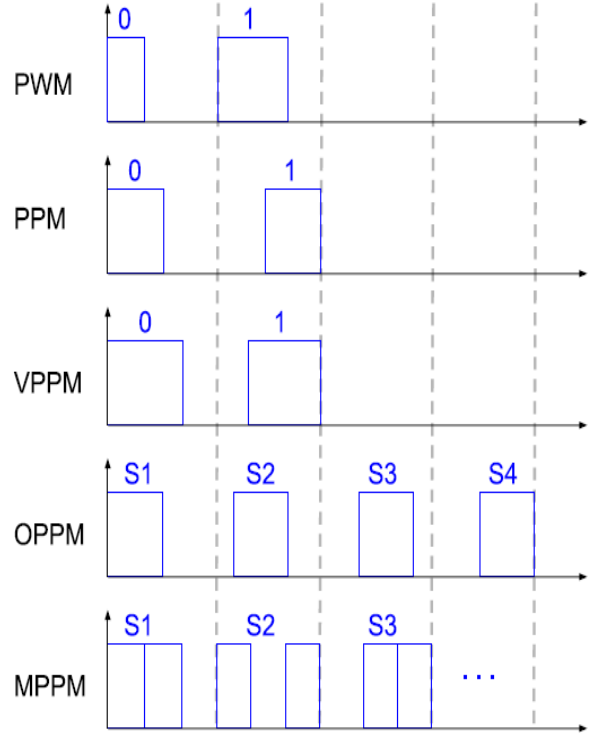 0 1
PWM
0 1
PPM
0 1
VPPM
S1 S2 S3 S4
OPPM
S1 S2 S3
MPPM ...